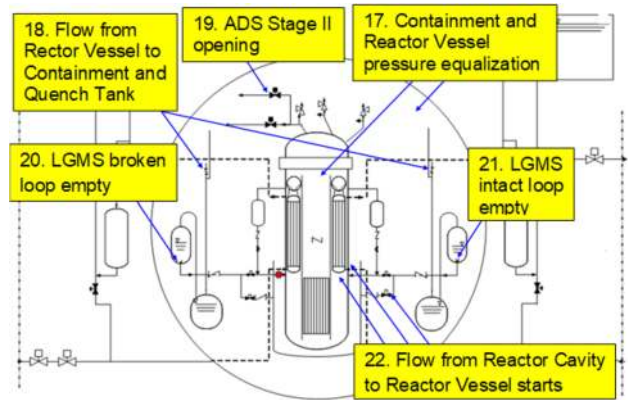 18. Flow from
Rector Vessel to
Containment and
Quench Tank
19. ADS Stage II
opening
17. Containment and
Reactor Vessel
pressure equalization
20. LGMS broken
loop empty
21. LGMS
intact loop
empty
22. Flow from Reactor Cavity
to Reactor Vessel starts